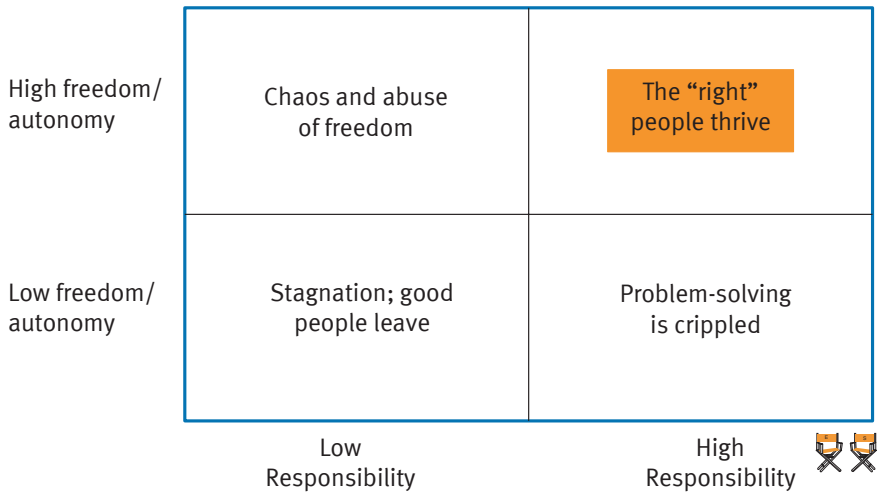 High freedom/
autonomy
Chaos and abuse
of freedom
The “right”
people thrive
Low freedom/
autonomy
Stagnation; good
people leave
Problem-solving
is crippled
Low
Responsibility
High
Responsibility